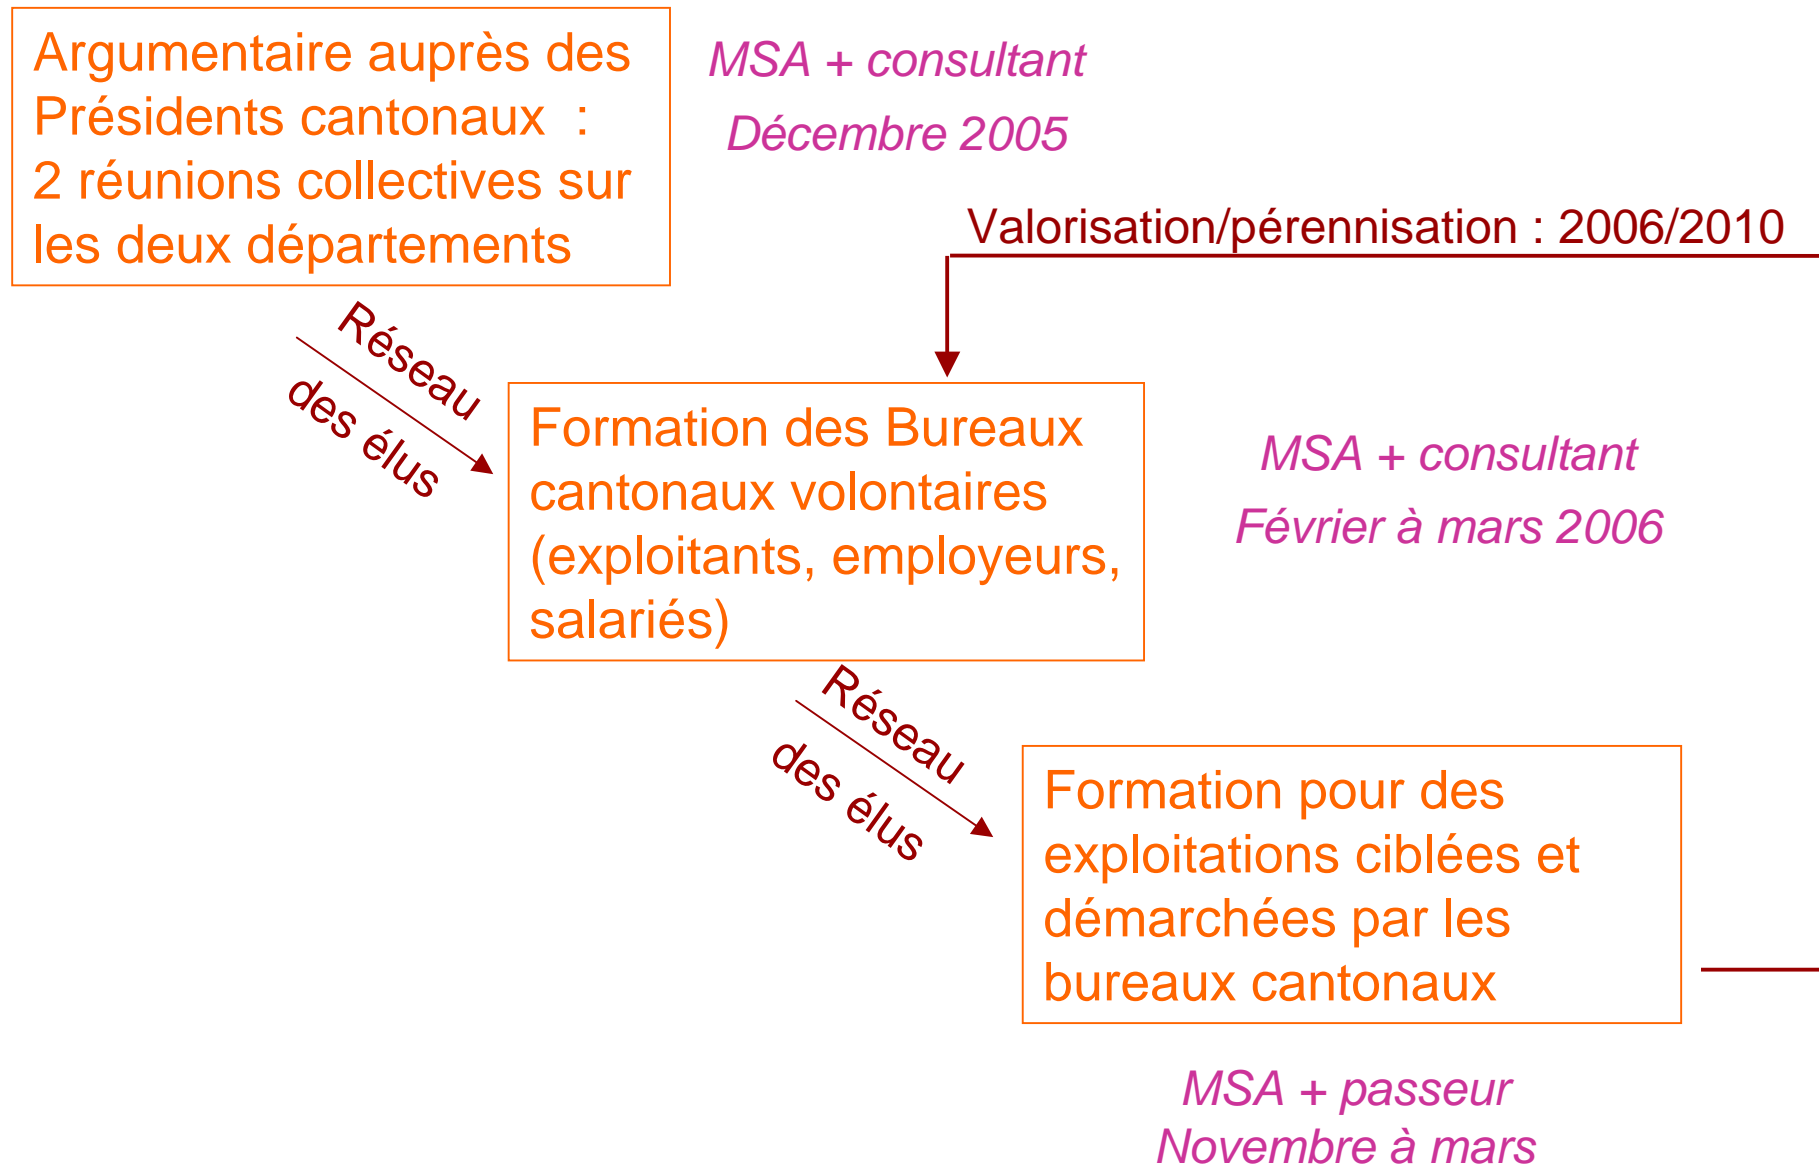 Argumentaire auprès des
Présidents cantonaux  :
2 réunions collectives sur
les deux départements
MSA + consultant
Décembre 2005
Valorisation/pérennisation : 2006/2010
Réseau
des élus
Formation des Bureaux
cantonaux volontaires
(exploitants, employeurs,
salariés)
MSA + consultant
Février à mars 2006
Réseau
des élus
Formation pour des
exploitations ciblées et
démarchées par les
bureaux cantonaux
MSA + passeur
Novembre à mars